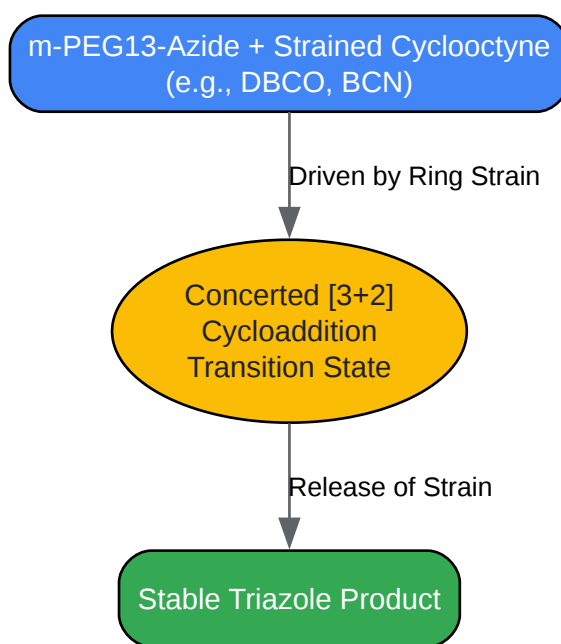 m-PEG13-Azide + Strained Cyclooctyne
(e.g., DBCO, BCN)
Driven by Ring Strain
Concerted [3+2]
Cycloaddition
Transition State
Release of Strain
Stable Triazole Product